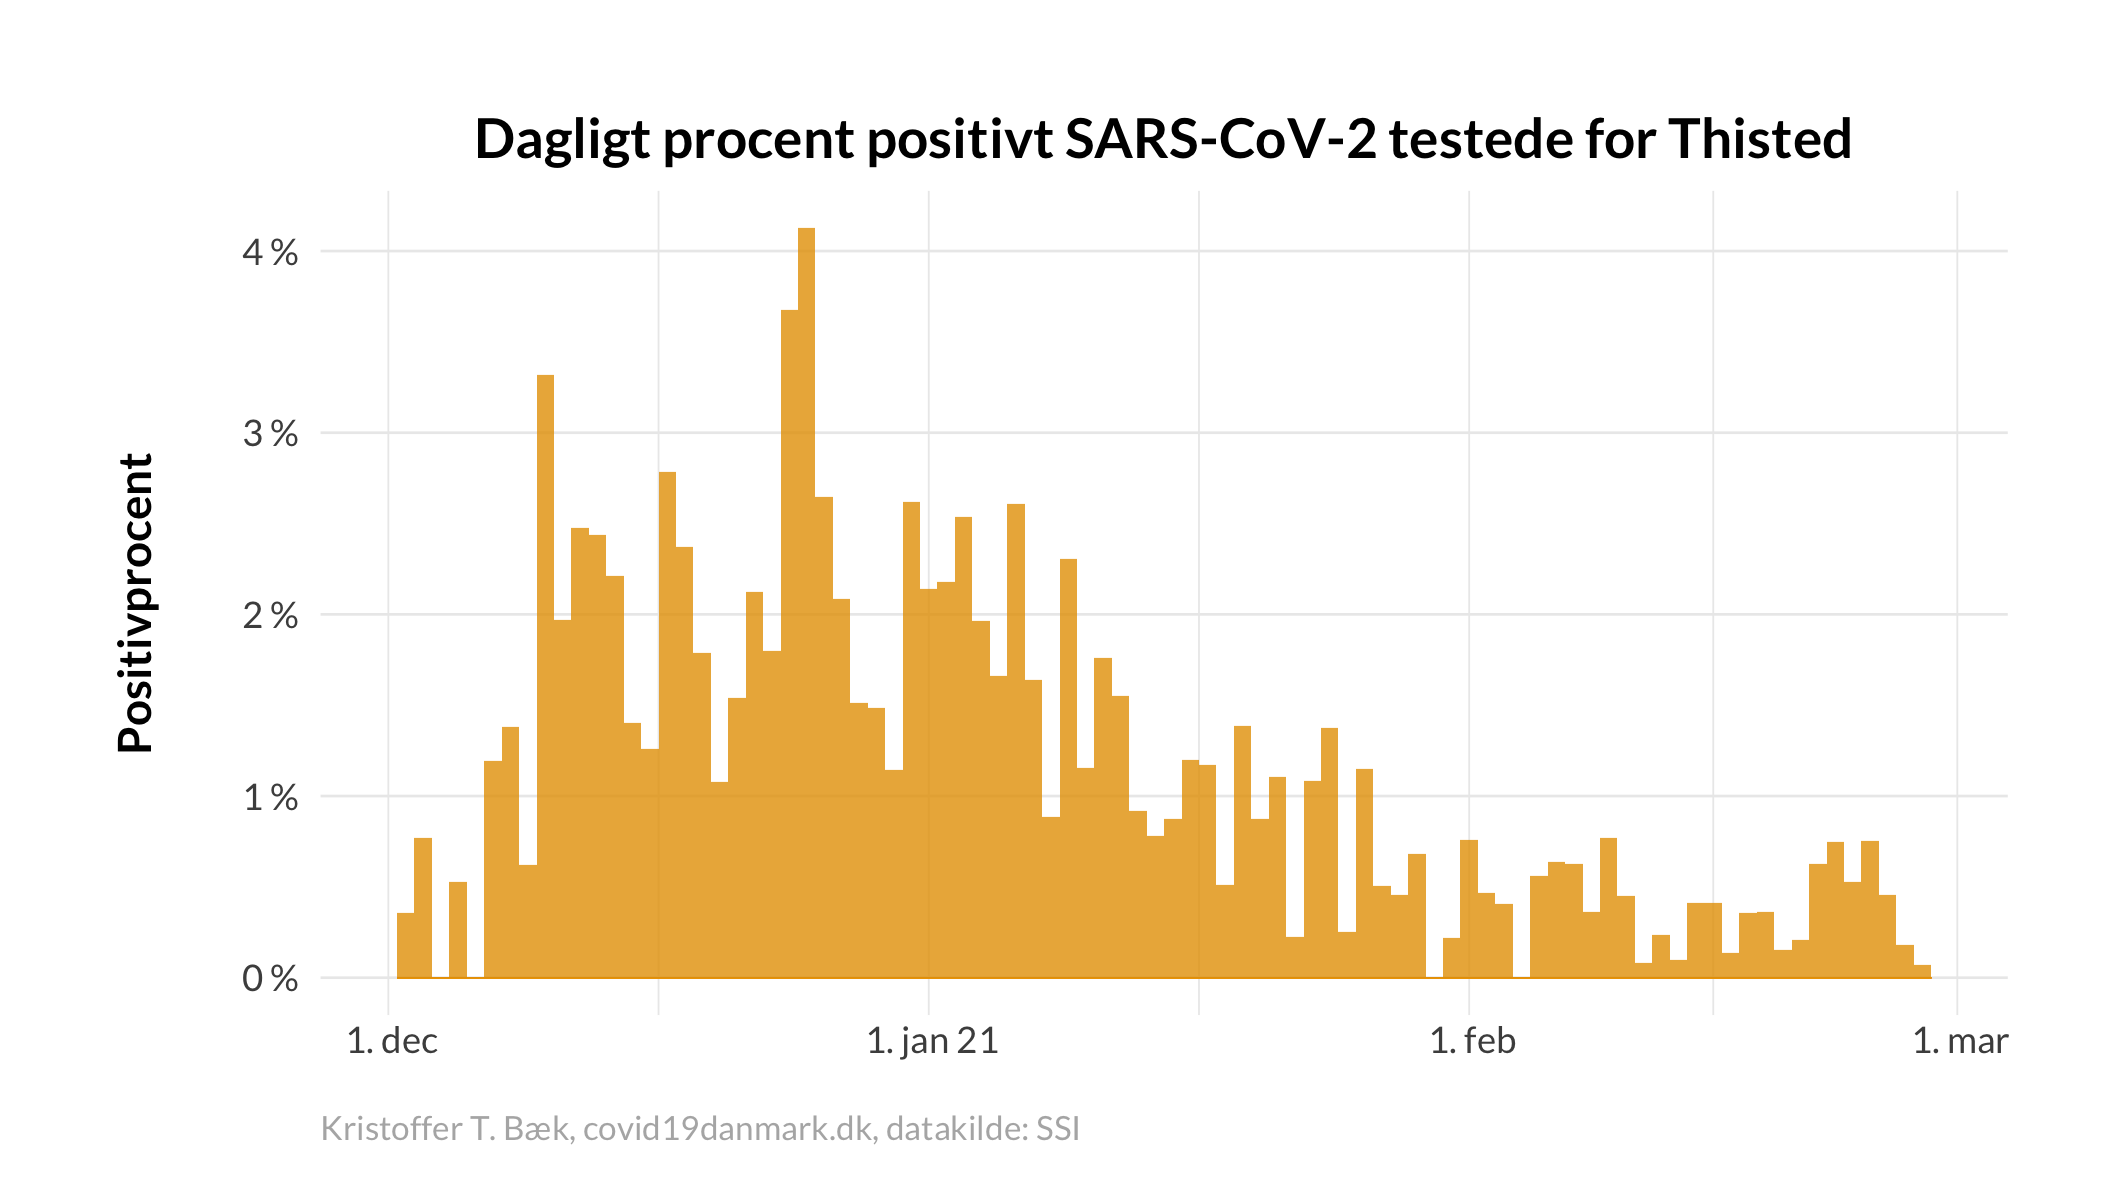 Dagligt procent positivt SARS-CoV-2 testede for Thisted
Positivprocent
4 %
3 %
2 %
1 %
0 %
1. dec
1. jan 21
1. feb
1. mar
Kristoffer T. Bæk, covid19danmark.dk, datakilde: SSI